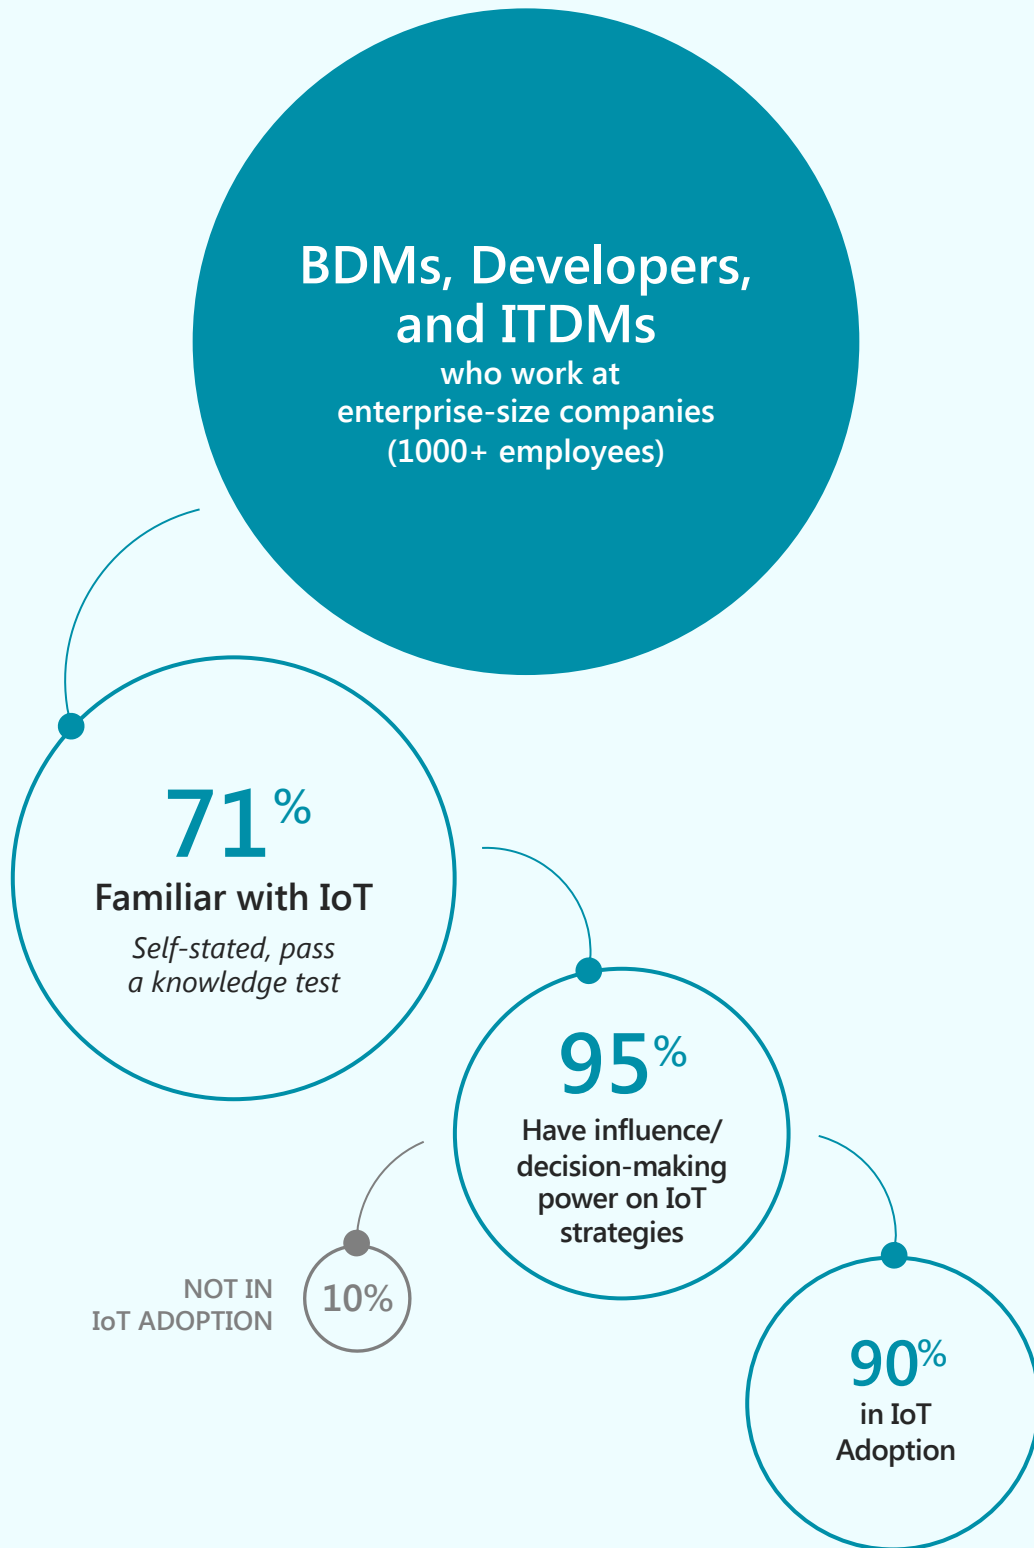 BDMs, Developers,
and ITDMs
who work at
enterprise-size companies
(1000+ employees)
71%
Familiar with IoT
Self-stated, pass
a knowledge test
95%
Have influence/
decision-making
power on IoT
strategies
NOT IN
IoT ADOPTION
10%
90%
in IoT
Adoption